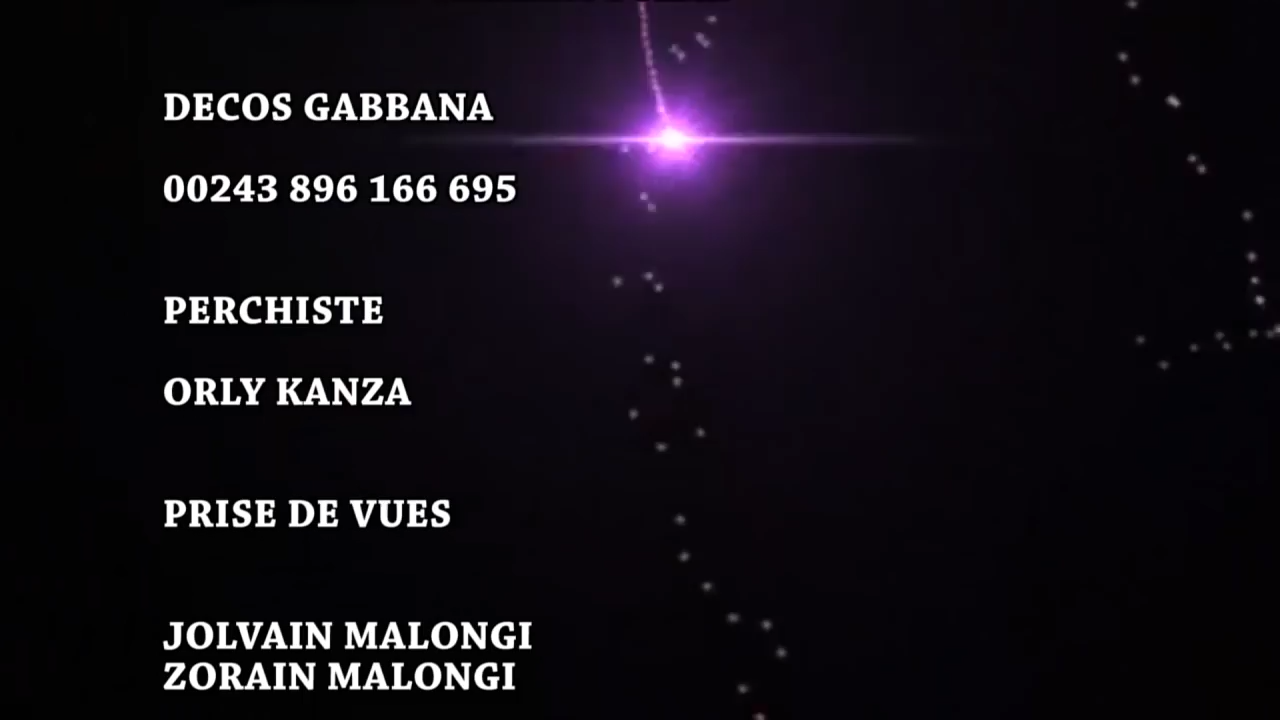 DECOS GABBANA
00243 896 166 695
PERCHISTE
ORLY KANZA
PRISE DE VUES
JOLVAIN MALONGI
ZORAIN MALONGI